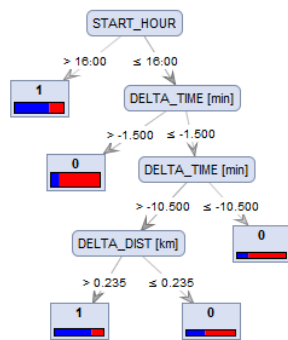 START_HOUR
> 16:00 ≤ 16:00
1
DELTA_TIME [min]
> -1.500 ≤ -1.500
0
DELTA_TIME [min]
> -10.500 ≤ -10.500
DELTA_DIST [km]
0
> 0.235 ≤ 0.235
1
0